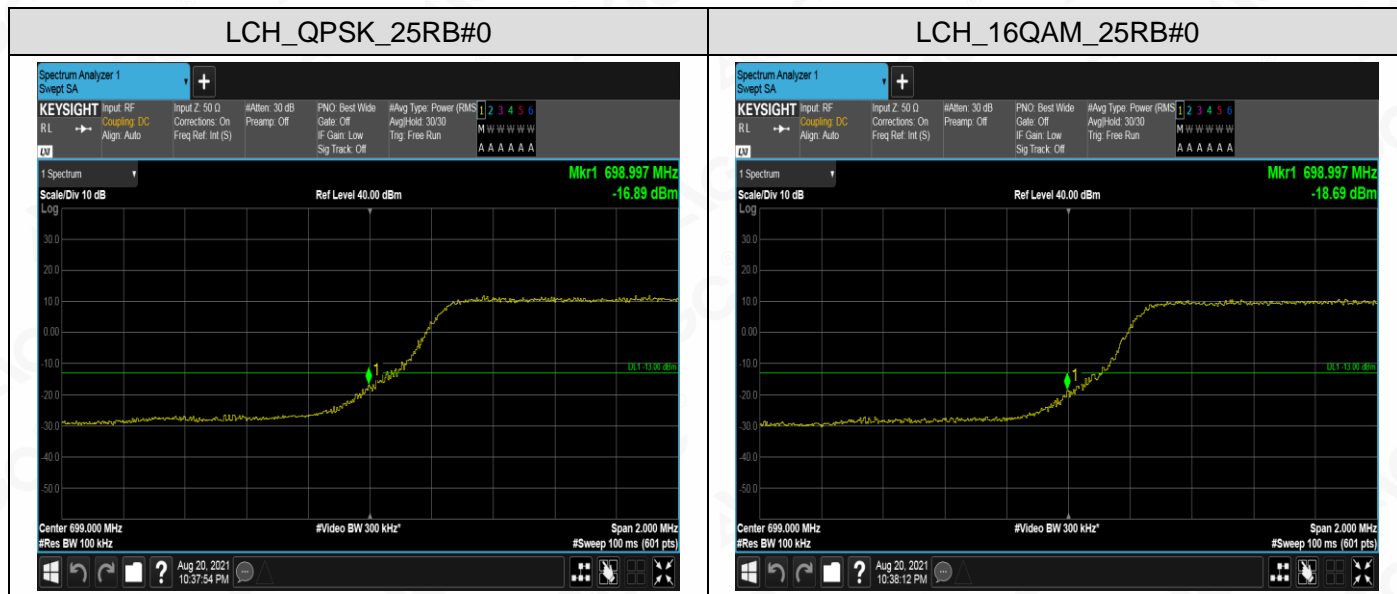 LCH_QPSK_25RB#0
Spectrum Analyzer 1
Swept SA
+
KEYSIGHT
RL
LXI
Input: RF
Coupling: DC
Align: Auto
Input Z: 50 Ω
Corrections: On
Freq Ref: Int (S)
#Atten: 30 dB
Preamp: Off
PNO: Best Wide
Gate: Off
IF Gain: Low
Sig Track: Off
#Avg Type: Power (RMS
Avg|Hold: 30/30
Trig: Free Run
1 2 3 4 5 6
M W W W W W
A A A A A A
1 Spectrum
Mkr1 698.997 MHz
Scale/Div 10 dB
Ref Level 40.00 dBm
-16.89 dBm
Log
30.0
20.0
10.0
0.00
-10.0
1
DL1 -13.00 dBm
-20.0
-30.0
-40.0
-50.0
Center 699.000 MHz
#Video BW 300 kHz*
Span 2.000 MHz
#Res BW 100 kHz
#Sweep 100 ms (601 pts)
?
Aug 20, 2021
10:37:54 PM
LCH_16QAM_25RB#0
Spectrum Analyzer 1
Swept SA
+
KEYSIGHT
RL
LXI
Input: RF
Coupling: DC
Align: Auto
Input Z: 50 Ω
Corrections: On
Freq Ref: Int (S)
#Atten: 30 dB
Preamp: Off
PNO: Best Wide
Gate: Off
IF Gain: Low
Sig Track: Off
#Avg Type: Power (RMS
Avg|Hold: 30/30
Trig: Free Run
1 2 3 4 5 6
M W W W W W
A A A A A A
1 Spectrum
Mkr1 698.997 MHz
Scale/Div 10 dB
Ref Level 40.00 dBm
-18.69 dBm
Log
30.0
20.0
10.0
0.00
-10.0
1
DL1 -13.00 dBm
-20.0
-30.0
-40.0
-50.0
Center 699.000 MHz
#Video BW 300 kHz*
Span 2.000 MHz
#Res BW 100 kHz
#Sweep 100 ms (601 pts)
?
Aug 20, 2021
10:38:12 PM